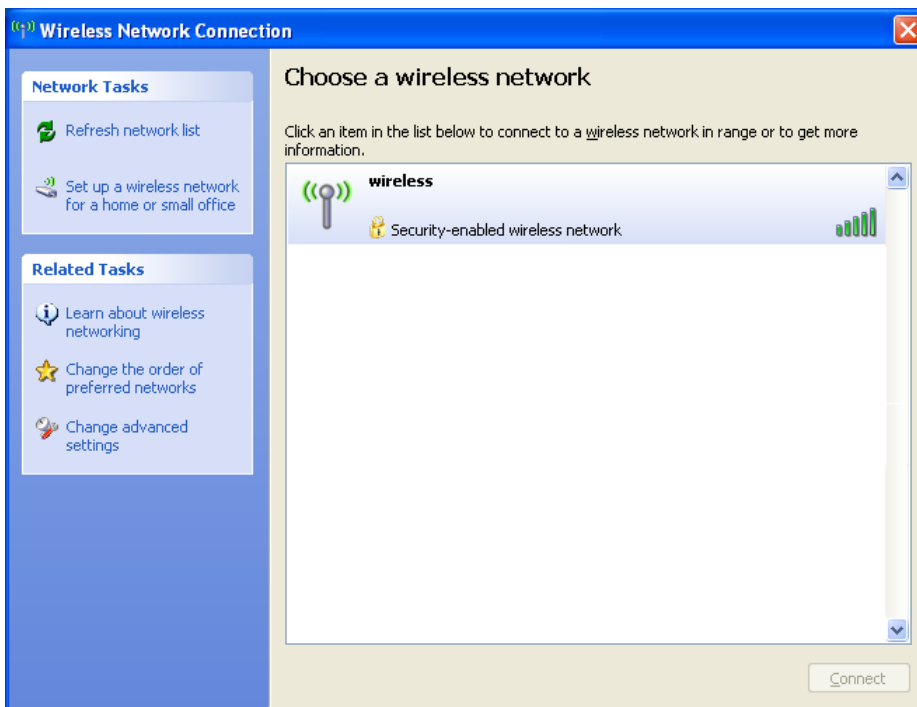 Wireless Network Connection
Network Tasks
Refresh network list
Set up a wireless network
for a home or small office
Related Tasks
Learn about wireless
networking
Change the order of
preferred networks
Change advanced
settings
Choose a wireless network
Click an item in the list below to connect to a wireless network in range or to get more
information.
wireless
Security-enabled wireless network
Connect